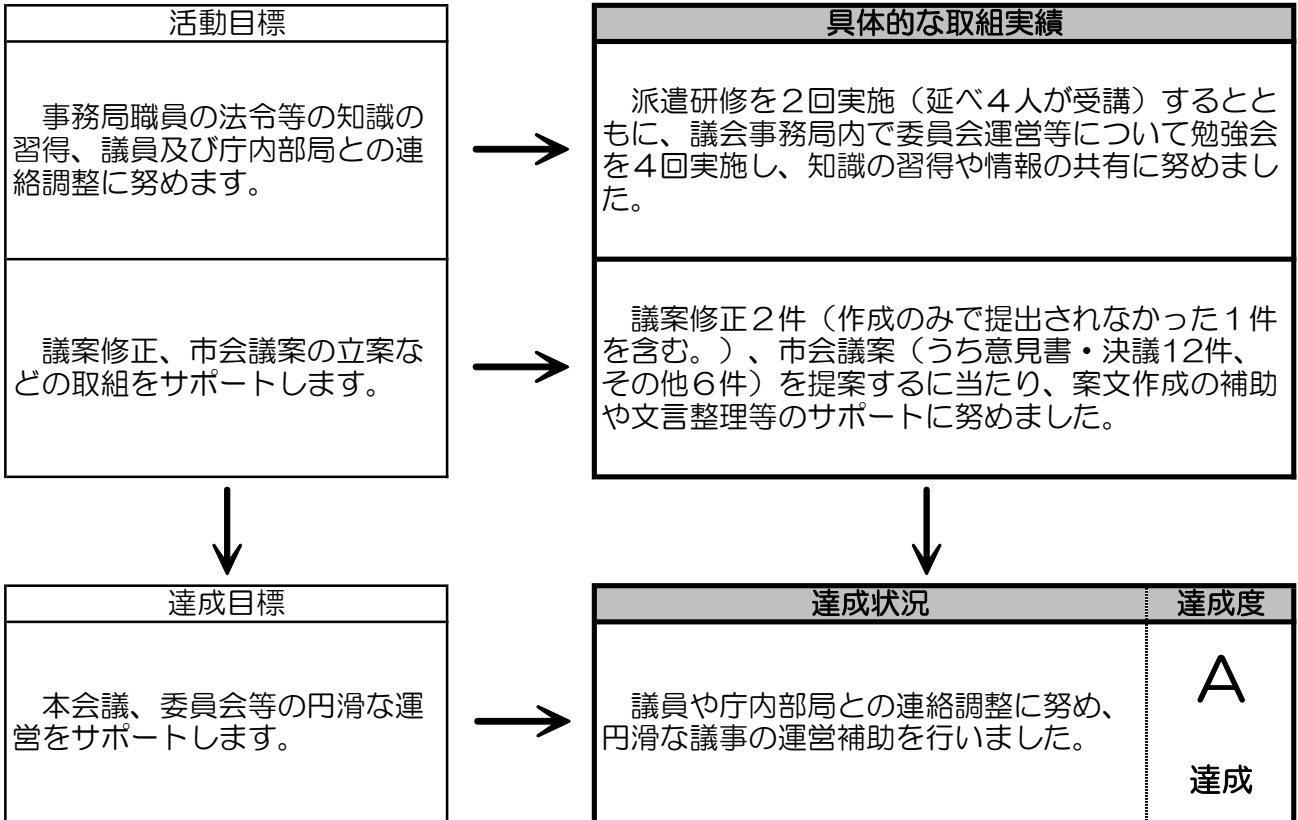 活動目標
事務局職員の法令等の知識の
習得、議員及び庁内部局との連
絡調整に努めます。
具体的な取組実績
派遣研修を２回実施（延べ４人が受講）するとと
もに、議会事務局内で委員会運営等について勉強会
を４回実施し、知識の習得や情報の共有に努めまし
た。
議案修正、市会議案の立案な
どの取組をサポートします。
議案修正２件（作成のみで提出されなかった１件
を含む。）、市会議案（うち意見書・決議12件、
その他６件）を提案するに当たり、案文作成の補助
や文言整理等のサポートに努めました。
達成目標
本会議、委員会等の円滑な運
営をサポートします。
達成状況
議員や庁内部局との連絡調整に努め、
円滑な議事の運営補助を行いました。
達成度
A
達成